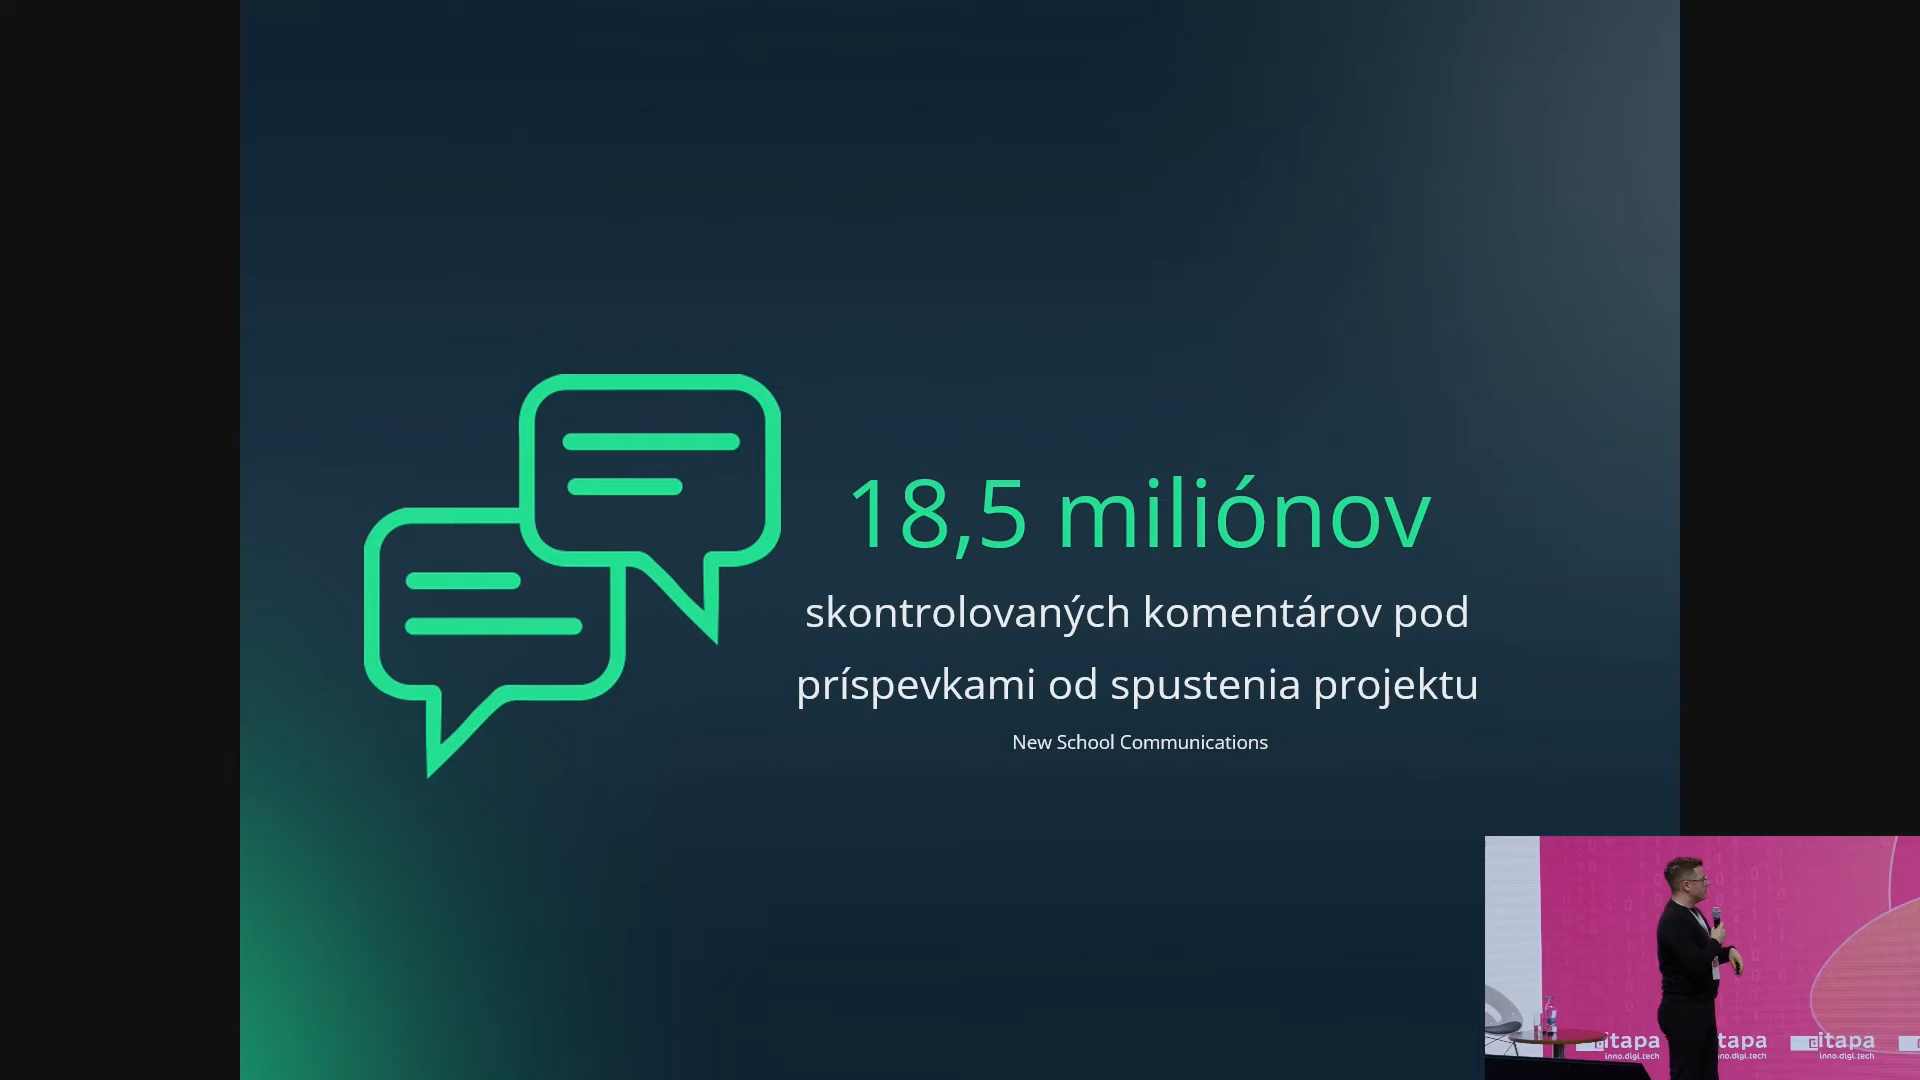 18,5 miliónov
skontrolovaných komentárov pod
príspevkami od spustenia projektu
New School Communications
itapa
inno.digi.tech
tapa
inno.digi.tech
itapa
inno.digi.tech